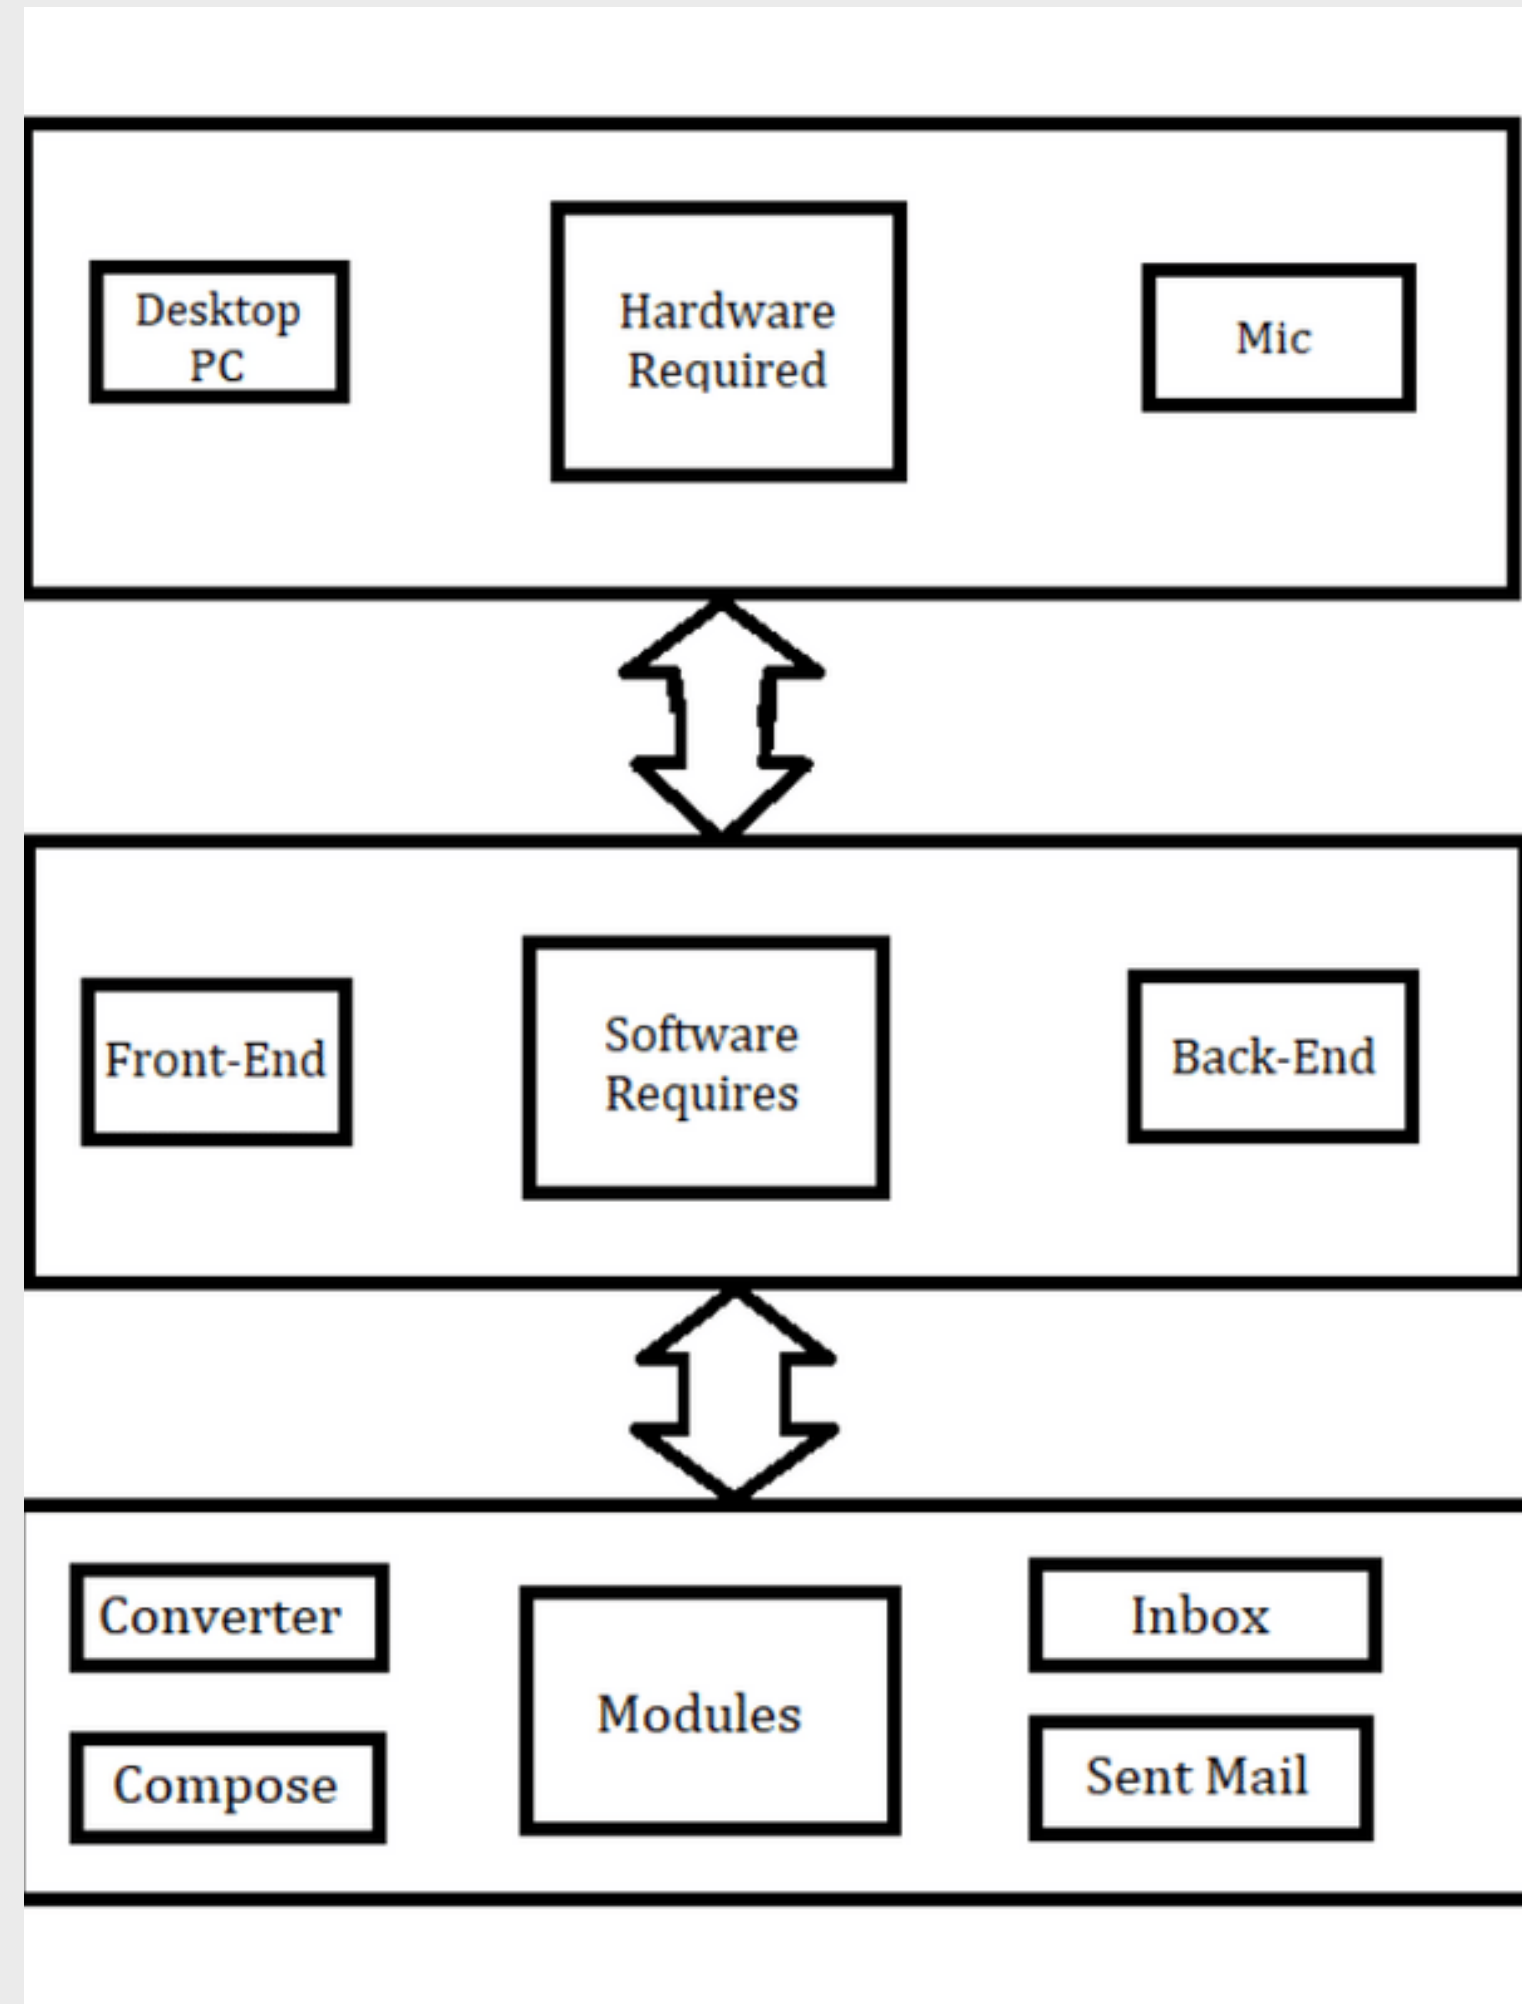 Desktop
PC
Hardware
Required
Mic
Front-End
Software
Requires
Back-End
Converter
Compose
Modules
Inbox
Sent Mail